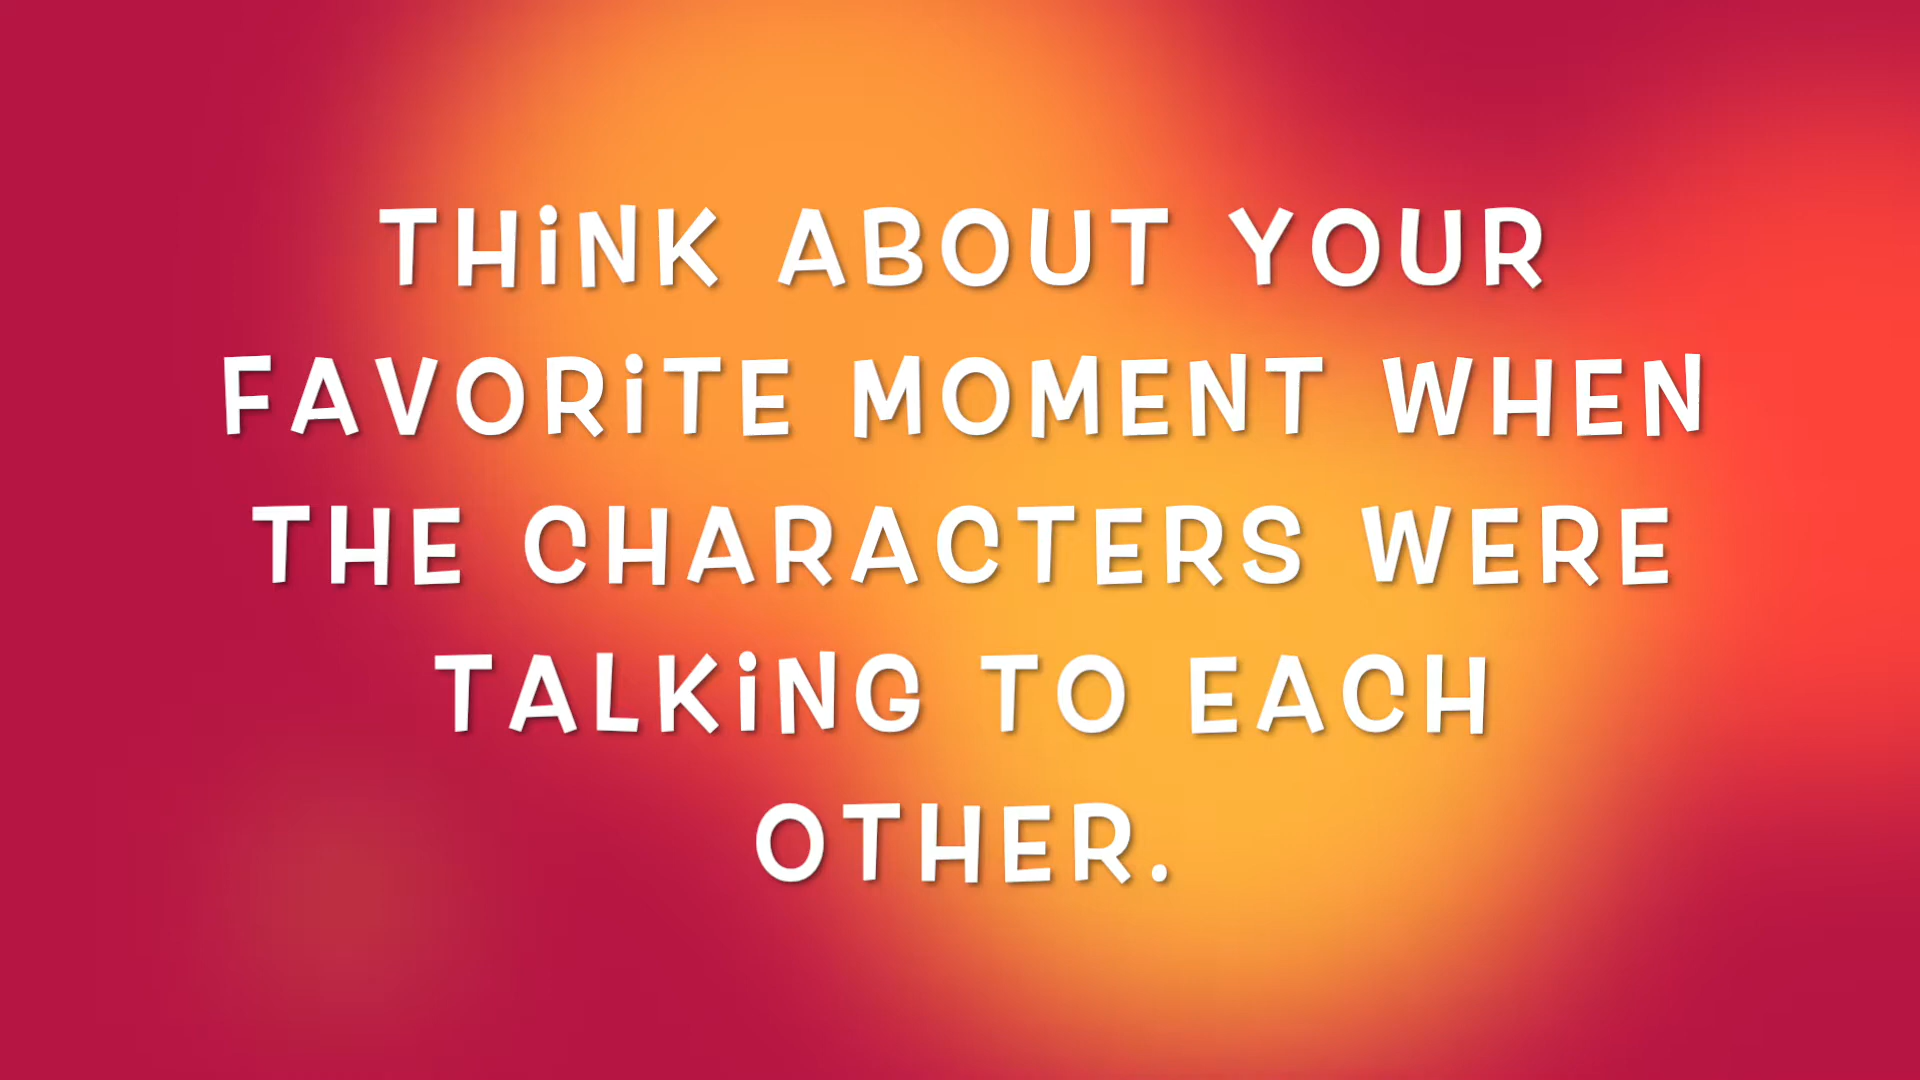 THiNK ABOUT YOUR
FAVORiTE MOMENT WHEN
THE CHARACTERS WERE
TALKiNG TO EACH
OTHER.